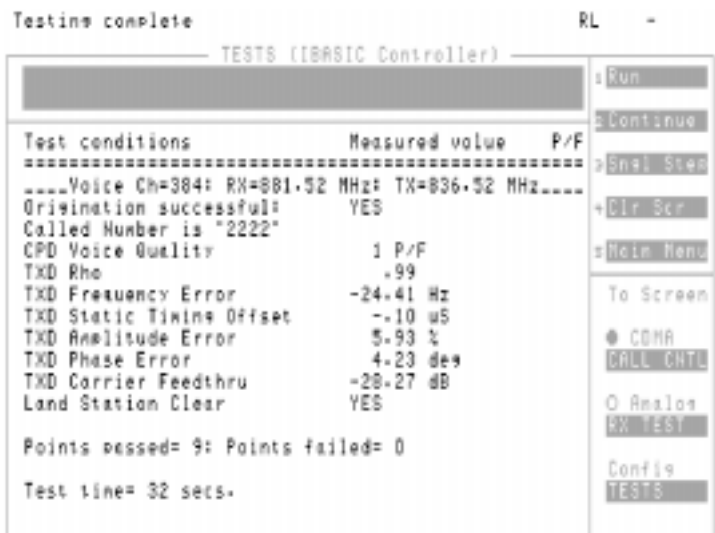 Testing complete RL -
TESTS (IBASIC Controller)
1 Run
2 Continue
3 Sngl Step
4 Clr Scr
5 Main Menu
Test conditions Measured value P/F
==================================================
____Voice Ch=384: RX=881.52 MHz: TX=836.52 MHz____
Origination successful: YES
Called Number is "2222"
CPD Voice Quality 1 P/F
TXD Rho .99
TXD Frequency Error -24.41 Hz
TXD Static Timing Offset -.10 uS
TXD Amplitude Error 5.93 %
TXD Phase Error 4.23 deg
TXD Carrier Feedthru -28.27 dB
Land Station Clear YES
Points passed= 9: Points failed= 0
Test time= 32 secs.
To Screen
CDMA
CALL CNTL
Analog
RX TEST
Config
TESTS